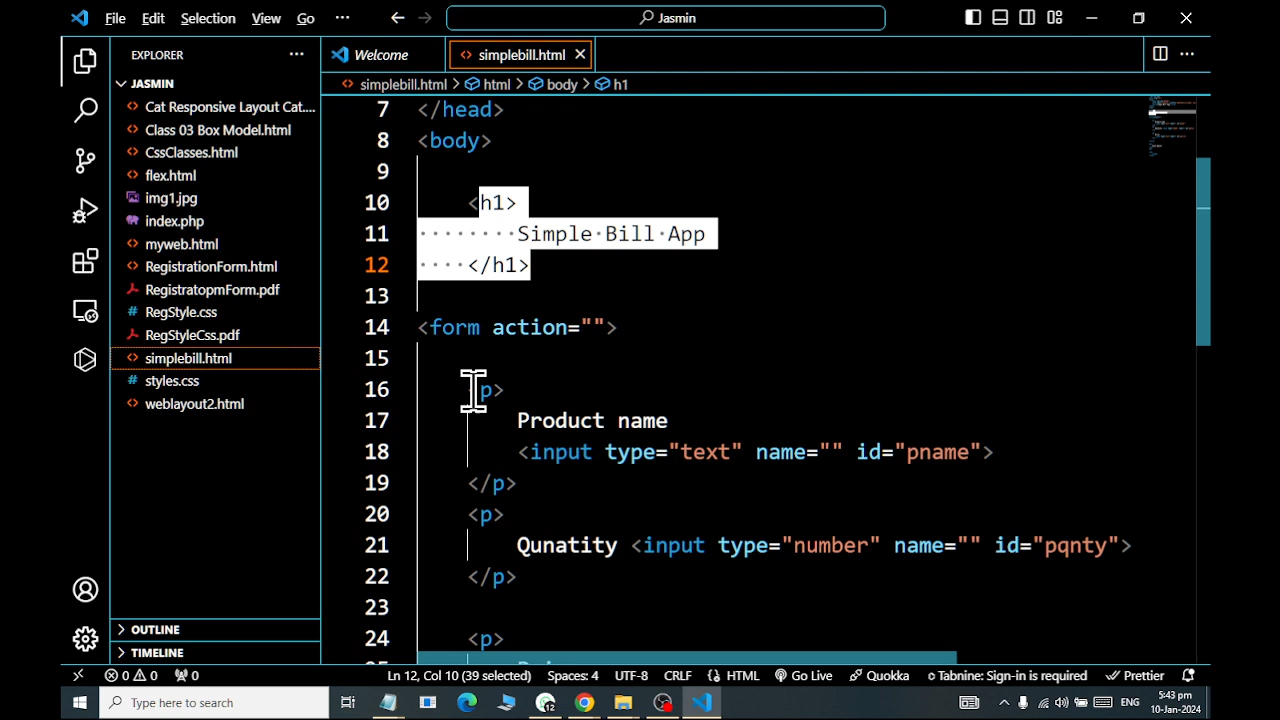 File Edit Selection View Go ··· Jasmin
EXPLORER ···
Welcome simplebill.html
JASMIN
simplebill.html > html > body > h1
Cat Responsive Layout Cat....
Class 03 Box Model.html
CssClasses.html
flex.html
img1.jpg
index.php
myweb.html
RegistrationForm.html
RegistratopmForm.pdf
RegStyle.css
RegStyleCss.pdf
simplebill.html
styles.css
weblayout2.html
OUTLINE
TIMELINE
7 </head>
8 <body>
9
10 <h1>
11 ········Simple·Bill·App
12 ····</h1>
13
14 <form action="">
15
16 p>
17 Product name
18 <input type="text" name="" id="pname">
19 </p>
20 <p>
21 Qunatity <input type="number" name="" id="pqnty">
22 </p>
23
24 <p>
0 0 0 Ln 12, Col 10 (39 selected) Spaces: 4 UTF-8 CRLF HTML Go Live Quokka Tabnine: Sign-in is required Prettier
Type here to search 12 ENG 5:43 pm
10-Jan-2024